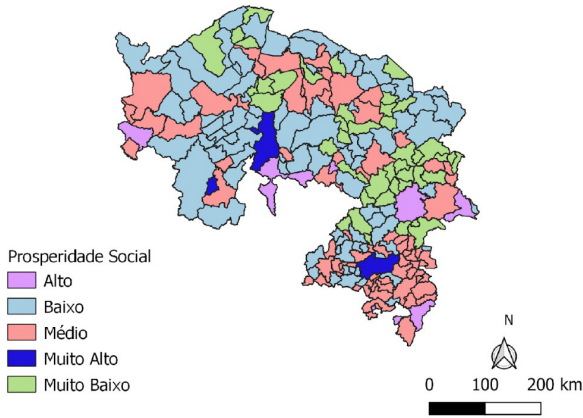 Prosperidade Social
Alto
Baixo
Médio
Muito Alto
Muito Baixo
N
0 100 200 km